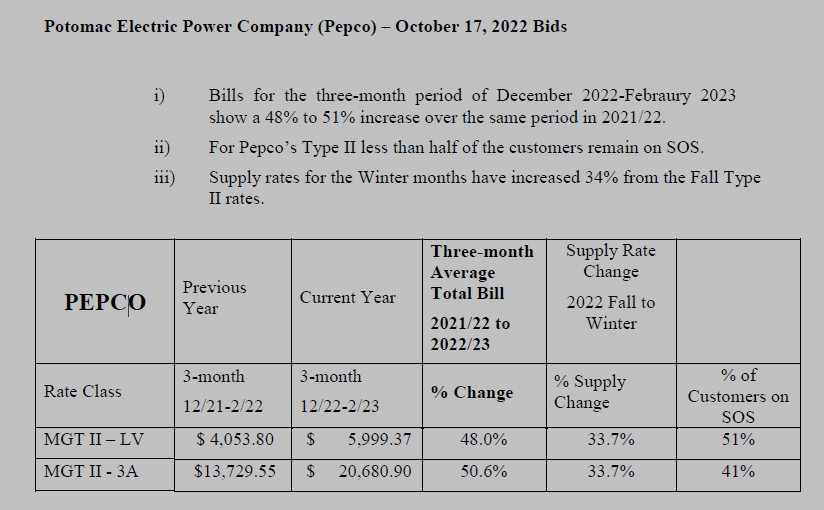 Potomac Electric Power Company (Pepco) – October 17, 2022 Bids
i) Bills for the three-month period of December 2022-Febraury 2023
show a 48% to 51% increase over the same period in 2021/22.
ii) For Pepco's Type II less than half of the customers remain on SOS.
iii) Supply rates for the Winter months have increased 34% from the Fall Type
II rates.
PEPCO
Previous
Year
Current Year
Three-month
Average
Total Bill
2021/22 to
2022/23
Supply Rate
Change
2022 Fall to
Winter
Rate Class
3-month
12/21-2/22
3-month
12/22-2/23
% Change
% Supply
Change
% of
Customers on
SOS
MGT II – LV $ 4,053.80 $ 5,999.37 48.0% 33.7% 51%
MGT II - 3A $13,729.55 $ 20,680.90 50.6% 33.7% 41%